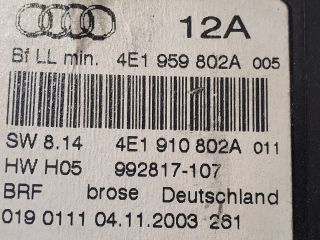 12A
Bf LL min. 4E1 959 802A 005
SW 8.14 4E1 910 802A 011
HW H05 992817-107
BRF brose Deutschland
019 0111 04.11.2003 261